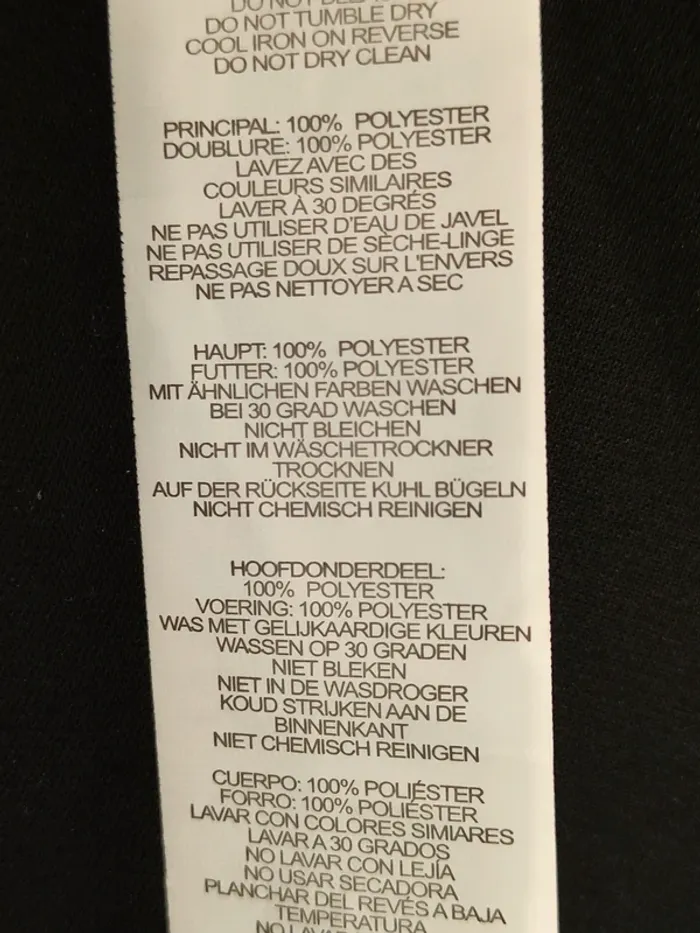 DO NOT
DO NOT TUMBLE DRY
COOL IRON ON REVERSE
DO NOT DRY CLEAN
PRINCIPAL: 100% POLYESTER
DOUBLURE: 100% POLYESTER
LAVEZ AVEC DES
COULEURS SIMILAIRES
LAVER À 30 DEGRÉS
NE PAS UTILISER D'EAU DE JAVEL
NE PAS UTILISER DE SÈCHE-LINGE
REPASSAGE DOUX SUR L'ENVERS
NE PAS NETTOYER A SEC
HAUPT: 100% POLYESTER
FUTTER: 100% POLYESTER
MIT ÄHNLICHEN FARBEN WASCHEN
BEI 30 GRAD WASCHEN
NICHT BLEICHEN
NICHT IM WÄSCHETROCKNER
TROCKNEN
AUF DER RÜCKSEITE KUHL BÜGELN
NICHT CHEMISCH REINIGEN
HOOFDONDERDEEL:
100% POLYESTER
VOERING: 100% POLYESTER
WAS MET GELIJKAARDIGE KLEUREN
WASSEN OP 30 GRADEN
NIET BLEKEN
NIET IN DE WASDROGER
KOUD STRIJKEN AAN DE
BINNENKANT
NIET CHEMISCH REINIGEN
CUERPO: 100% POLIÉSTER
FORRO: 100% POLIÉSTER
LAVAR CON COLORES SIMIARES
LAVAR A 30 GRADOS
NO LAVAR CON LEJÍA
NO USAR SECADORA
PLANCHAR DEL REVÉS A BAJA
TEMPERATURA
NO